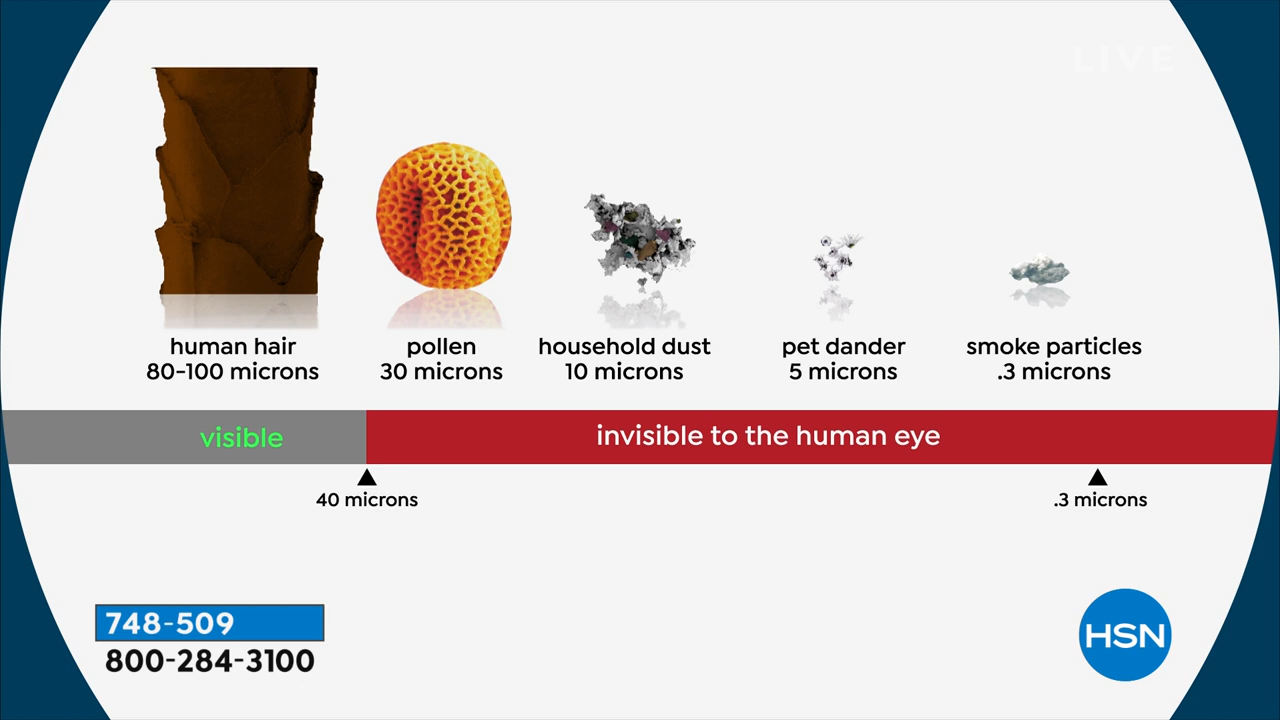 LIVE
human hair
80-100 microns
pollen
30 microns
household dust
10 microns
pet dander
5 microns
smoke particles
.3 microns
visible
invisible to the human eye
40 microns
.3 microns
748-509
800-284-3100
HSN